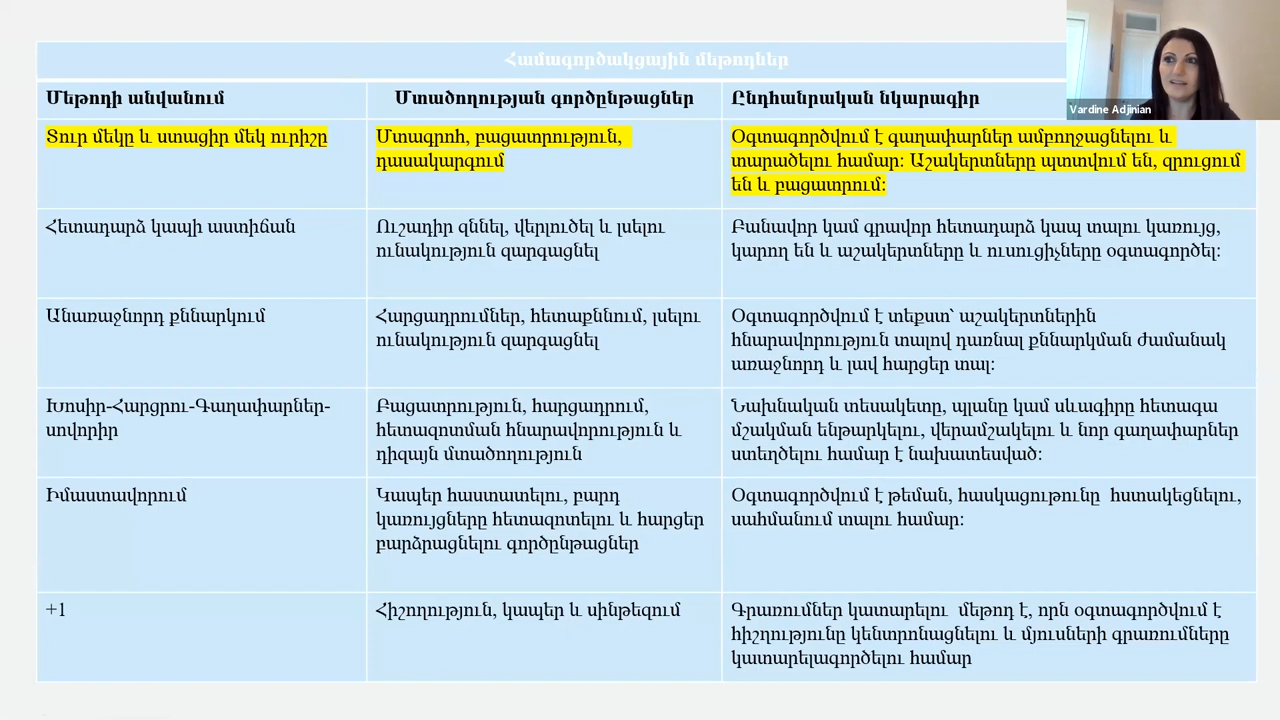 Համագործակցային մեթոդներ
Vardine Adjinian
Մեթոդի անվանում
Մտածողության գործընթացներ
Ընդհանրական նկարագիր
Տուր մեկը և ստացիր մեկ ուրիշը
Մտագրոհ, բացատրություն,
դասակարգում
Օգտագործվում է գաղափարներ ամբողջացնելու և
տարածելու համար: Աշակերտները պտտվում են, զրուցում
են և բացատրում:
Հետադարձ կապի աստիճան
Ուշադիր զննել, վերլուծել և լսելու
ունակություն զարգացնել
Բանավոր կամ գրավոր հետադարձ կապ տալու կառույց,
կարող են և աշակերտները և ուսուցիչները օգտագործել:
Անառաջնորդ քննարկում
Հարցադրումներ, հետաքննում, լսելու
ունակություն զարգացնել
Օգտագործվում է տեքստ՝ աշակերտներին
հնարավորություն տալով դառնալ քննարկման ժամանակ
առաջնորդ և լավ հարցեր տալ:
Խոսիր-Հարցրու-Գաղափարներ-
սովորիր
Բացատրություն, հարցադրում,
հետազոտման հնարավորություն և
դիզայն մտածողություն
Նախնական տեսակետը, պլանը կամ սևագիրը հետագա
մշակման ենթարկելու, վերամշակելու և նոր գաղափարներ
ստեղծելու համար է նախատեսված:
Իմաստավորում
Կապեր հաստատելու, բարդ
կառույցները հետազոտելու և հարցեր
բարձրացնելու գործընթացներ
Օգտագործվում է թեման, հասկացութունը հստակեցնելու,
սահմանում տալու համար:
+1
Հիշողություն, կապեր և սինթեզում
Գրառումներ կատարելու մեթոդ է, որն օգտագործվում է
հիշղությունը կենտրոնացնելու և մյուսների գրառումները
կատարելագործելու համար